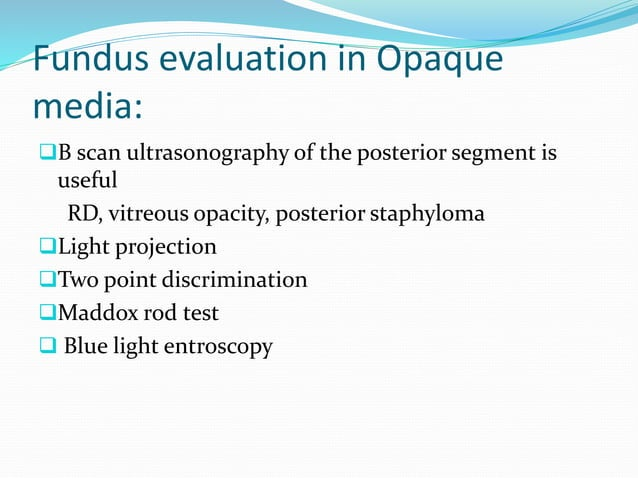 Fundus evaluation in Opaque
media:
B scan ultrasonography of the posterior segment is
useful
RD, vitreous opacity, posterior staphyloma
Light projection
Two point discrimination
Maddox rod test
Blue light entroscopy